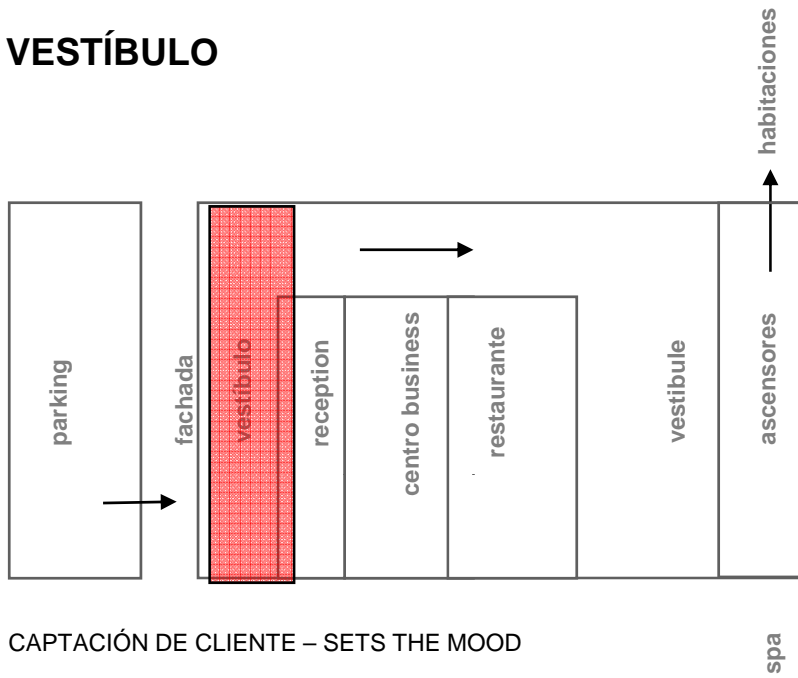 VESTÍBULO
habitaciones
parking
fachada
vestíbulo
reception
centro business
restaurante
vestibule
ascensores
CAPTACIÓN DE CLIENTE – SETS THE MOOD
spa